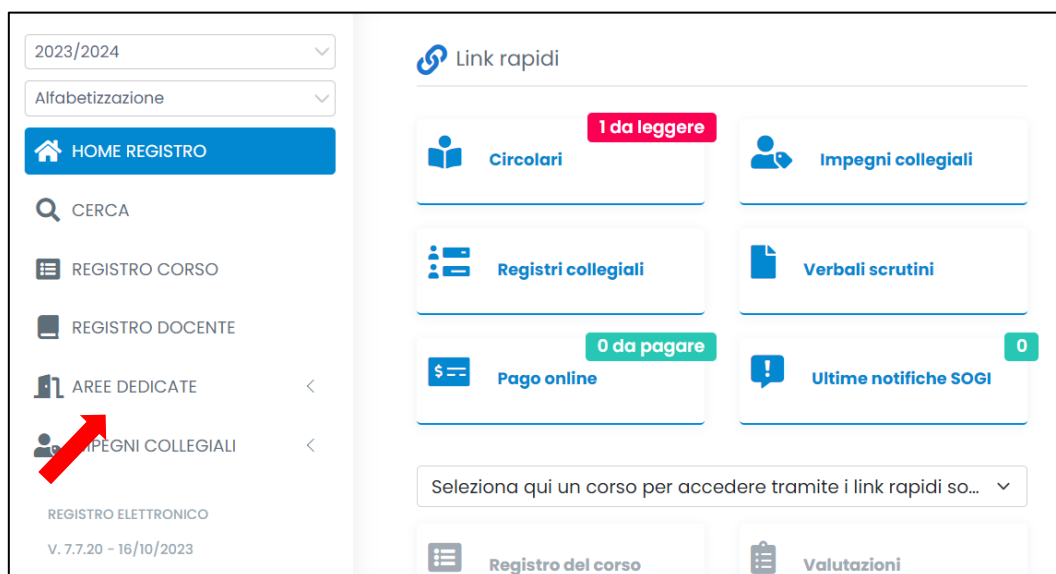 2023/2024
Alfabetizzazione
HOME REGISTRO
CERCA
REGISTRO CORSO
REGISTRO DOCENTE
AREE DEDICATE
IMPEGNI COLLEGIALI
REGISTRO ELETTRONICO
V. 7.7.20 - 16/10/2023
Link rapidi
1 da leggere
Circolari
Impegni collegiali
Registri collegiali
Verbali scrutini
0 da pagare
Pago online
0
Ultime notifiche SOGI
Seleziona qui un corso per accedere tramite i link rapidi so...
Registro del corso
Valutazioni